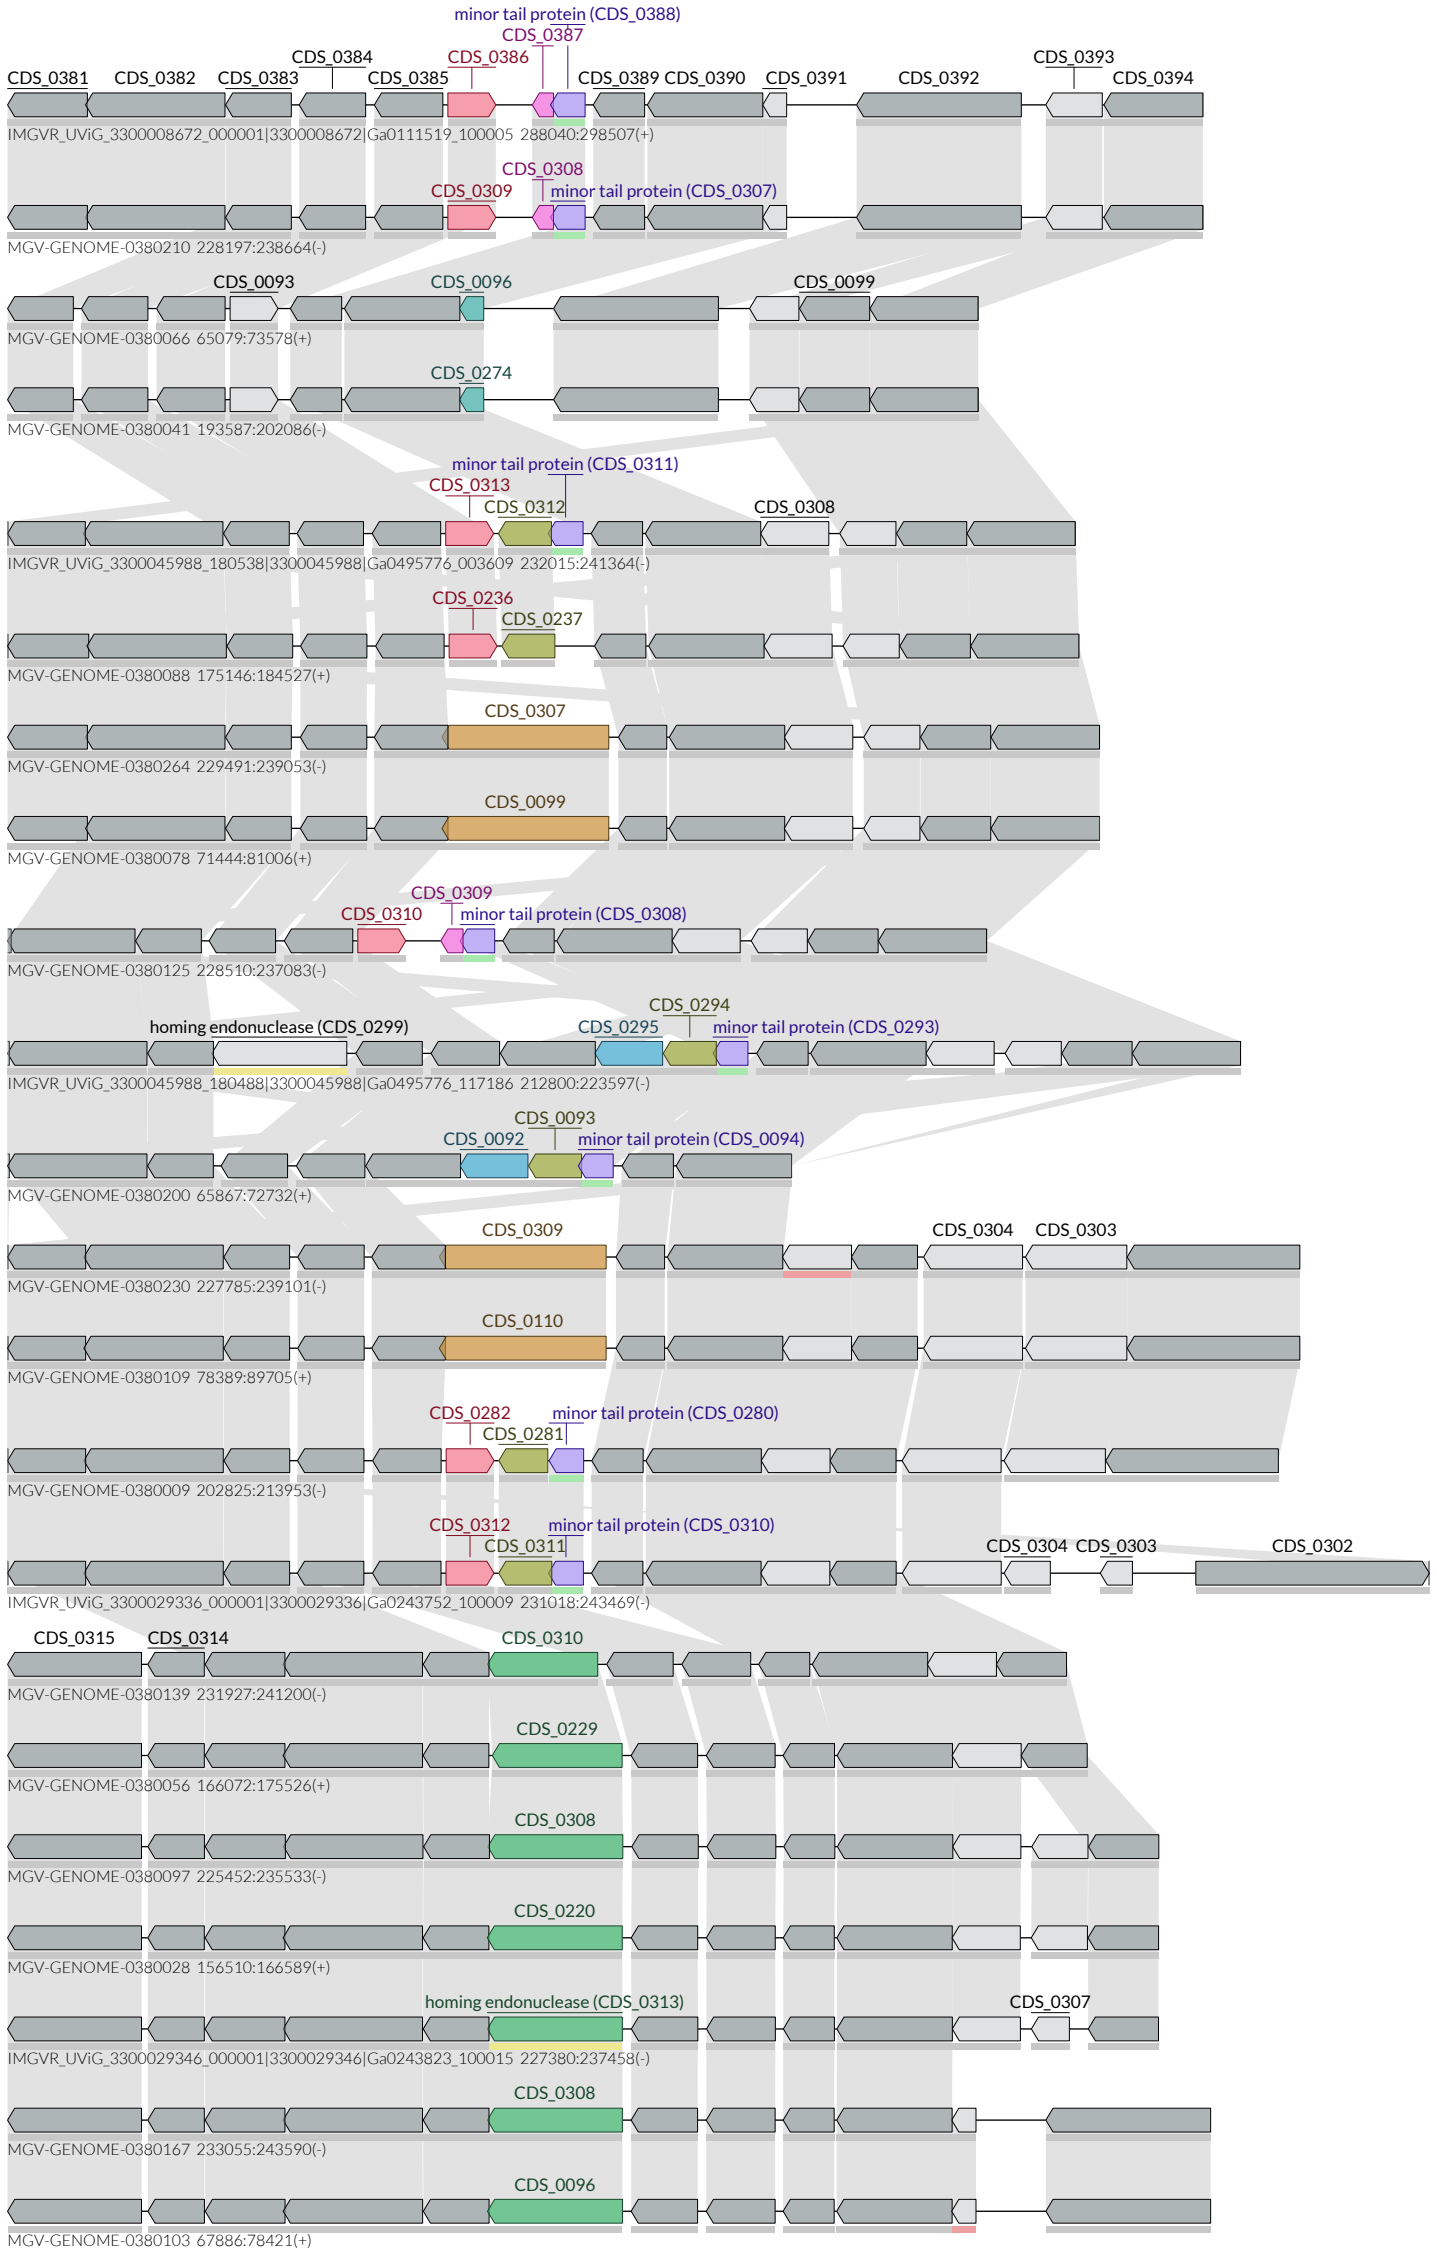 minor tail protein (CDS_0388)
CDS_0387
CDS_0384 CDS_0386 CDS_0393
CDS_0381 CDS_0382 CDS_0383 CDS_0385 CDS_0389 CDS_0390 CDS_0391 CDS_0392 CDS_0394
IMGVR_UViG_3300008672_000001|3300008672|Ga0111519_100005 288040:298507(+)
CDS_0308
CDS_0309 minor tail protein (CDS_0307)
MGV-GENOME-0380210 228197:238664(-)
CDS_0093 CDS_0096 CDS_0099
MGV-GENOME-0380066 65079:73578(+)
CDS_0274
MGV-GENOME-0380041 193587:202086(-)
minor tail protein (CDS_0311)
CDS_0313
CDS_0312 CDS_0308
IMGVR_UViG_3300045988_180538|3300045988|Ga0495776_003609 232015:241364(-)
CDS_0236
CDS_0237
MGV-GENOME-0380088 175146:184527(+)
CDS_0307
MGV-GENOME-0380264 229491:239053(-)
CDS_0099
MGV-GENOME-0380078 71444:81006(+)
CDS_0309
CDS_0310 minor tail protein (CDS_0308)
MGV-GENOME-0380125 228510:237083(-)
CDS_0294
homing endonuclease (CDS_0299) CDS_0295 minor tail protein (CDS_0293)
IMGVR_UViG_3300045988_180488|3300045988|Ga0495776_117186 212800:223597(-)
CDS_0093
CDS_0092 minor tail protein (CDS_0094)
MGV-GENOME-0380200 65867:72732(+)
CDS_0309 CDS_0304 CDS_0303
MGV-GENOME-0380230 227785:239101(-)
CDS_0110
MGV-GENOME-0380109 78389:89705(+)
CDS_0282 minor tail protein (CDS_0280)
CDS_0281
MGV-GENOME-0380009 202825:213953(-)
CDS_0312 minor tail protein (CDS_0310)
CDS_0311 CDS_0304 CDS_0303 CDS_0302
IMGVR_UViG_3300029336_000001|3300029336|Ga0243752_100009 231018:243469(-)
CDS_0315 CDS_0314 CDS_0310
MGV-GENOME-0380139 231927:241200(-)
CDS_0229
MGV-GENOME-0380056 166072:175526(+)
CDS_0308
MGV-GENOME-0380097 225452:235533(-)
CDS_0220
MGV-GENOME-0380028 156510:166589(+)
homing endonuclease (CDS_0313) CDS_0307
IMGVR_UViG_3300029346_000001|3300029346|Ga0243823_100015 227380:237458(-)
CDS_0308
MGV-GENOME-0380167 233055:243590(-)
CDS_0096
MGV-GENOME-0380103 67886:78421(+)